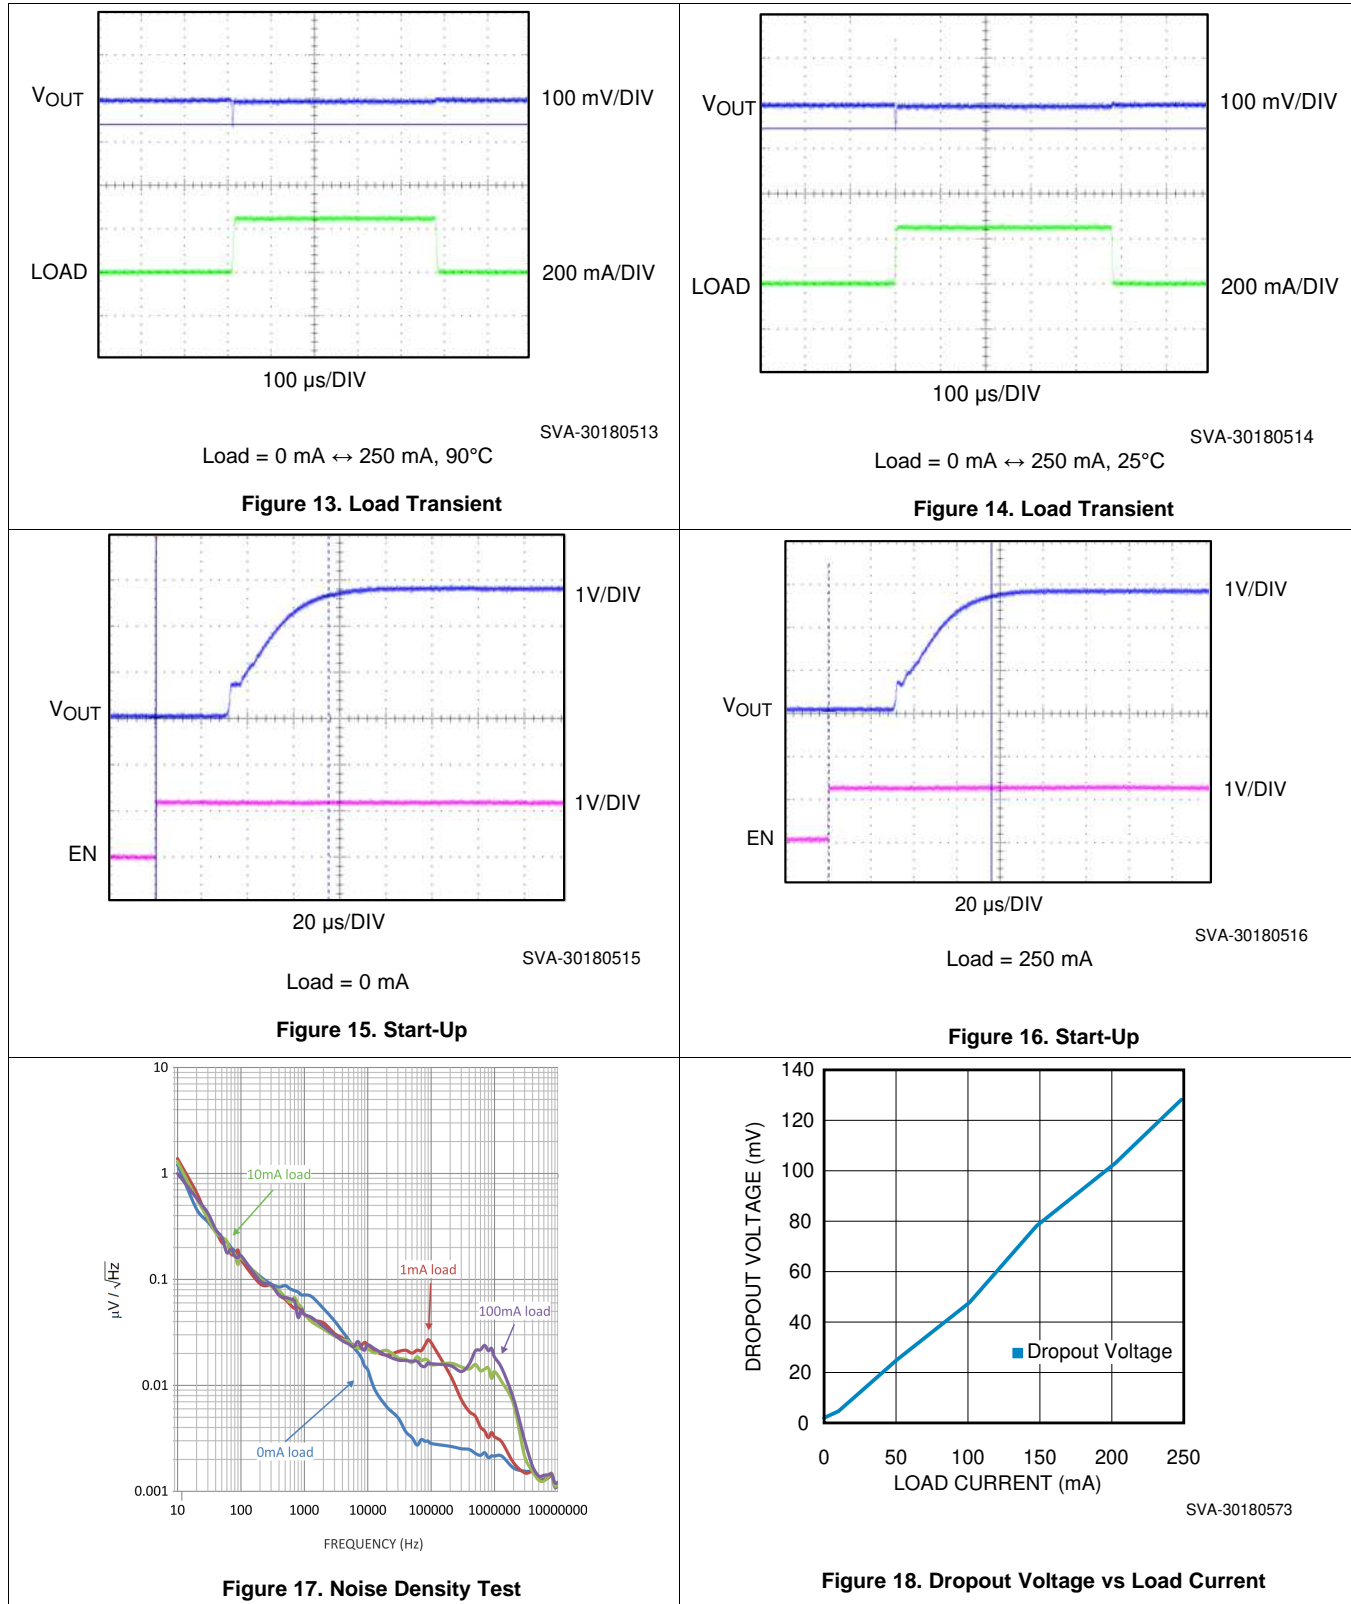 VOUT
100 mV/DIV
LOAD
200 mA/DIV
100 µs/DIV
SVA-30180513
Load = 0 mA ↔ 250 mA, 90°C
Figure 13. Load Transient
VOUT
100 mV/DIV
LOAD
200 mA/DIV
100 µs/DIV
SVA-30180514
Load = 0 mA ↔ 250 mA, 25°C
Figure 14. Load Transient
1V/DIV
VOUT
1V/DIV
EN
20 µs/DIV
SVA-30180515
Load = 0 mA
Figure 15. Start-Up
1V/DIV
VOUT
1V/DIV
EN
20 µs/DIV
SVA-30180516
Load = 250 mA
Figure 16. Start-Up
10
1
0.1
0.01
0.001
µV / √Hz
10mA load
1mA load
100mA load
0mA load
10 100 1000 10000 100000 1000000 10000000
FREQUENCY (Hz)
Figure 17. Noise Density Test
140
120
100
80
60
40
20
0
DROPOUT VOLTAGE (mV)
Dropout Voltage
0 50 100 150 200 250
LOAD CURRENT (mA)
SVA-30180573
Figure 18. Dropout Voltage vs Load Current